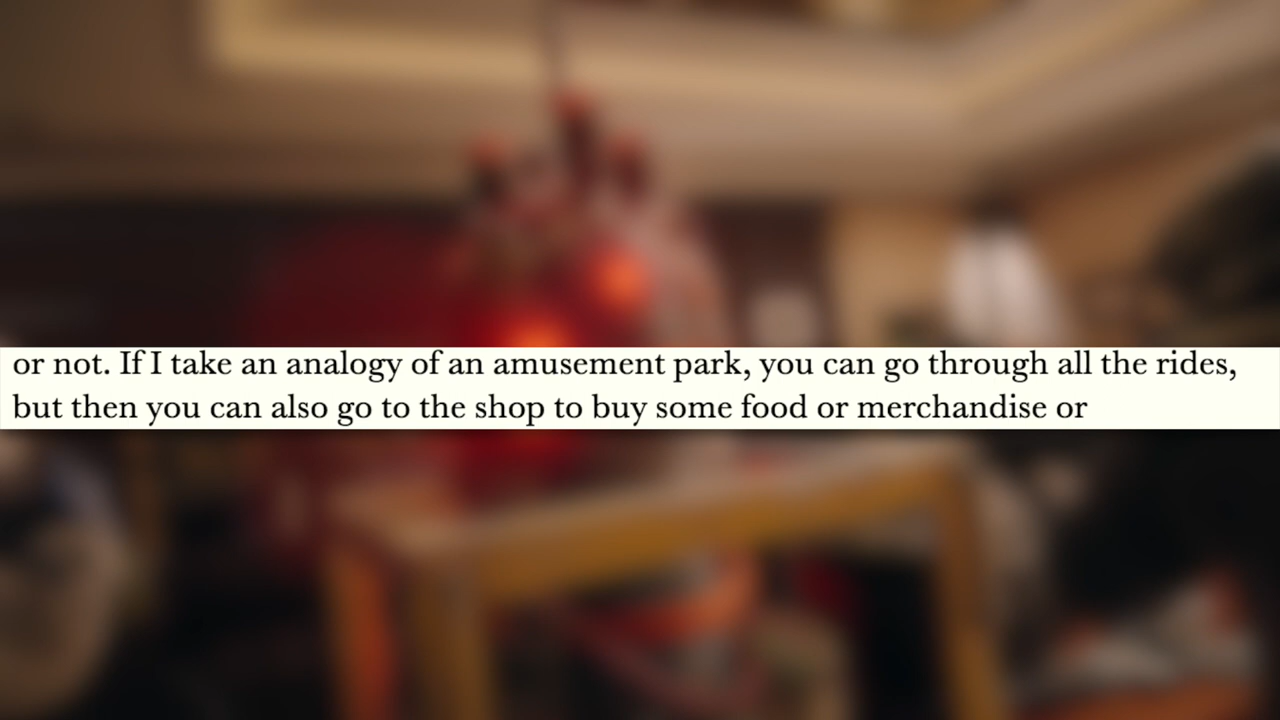 or not. If I take an analogy of an amusement park, you can go through all the rides,
but then you can also go to the shop to buy some food or merchandise or